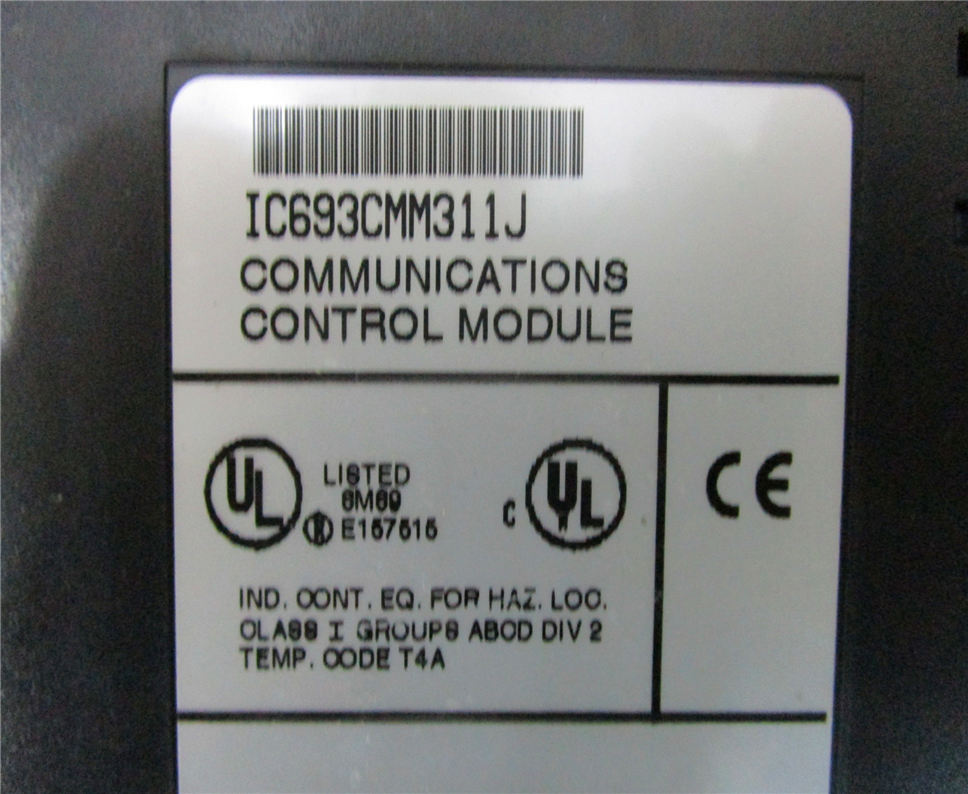 IC693CMM311J
COMMUNICATIONS
CONTROL MODULE
UL
LISTED
6M69
R E157515
C UL
CE
IND. CONT. EQ. FOR HAZ. LOC.
CLASS I GROUPS ABCD DIV 2
TEMP. CODE T4A